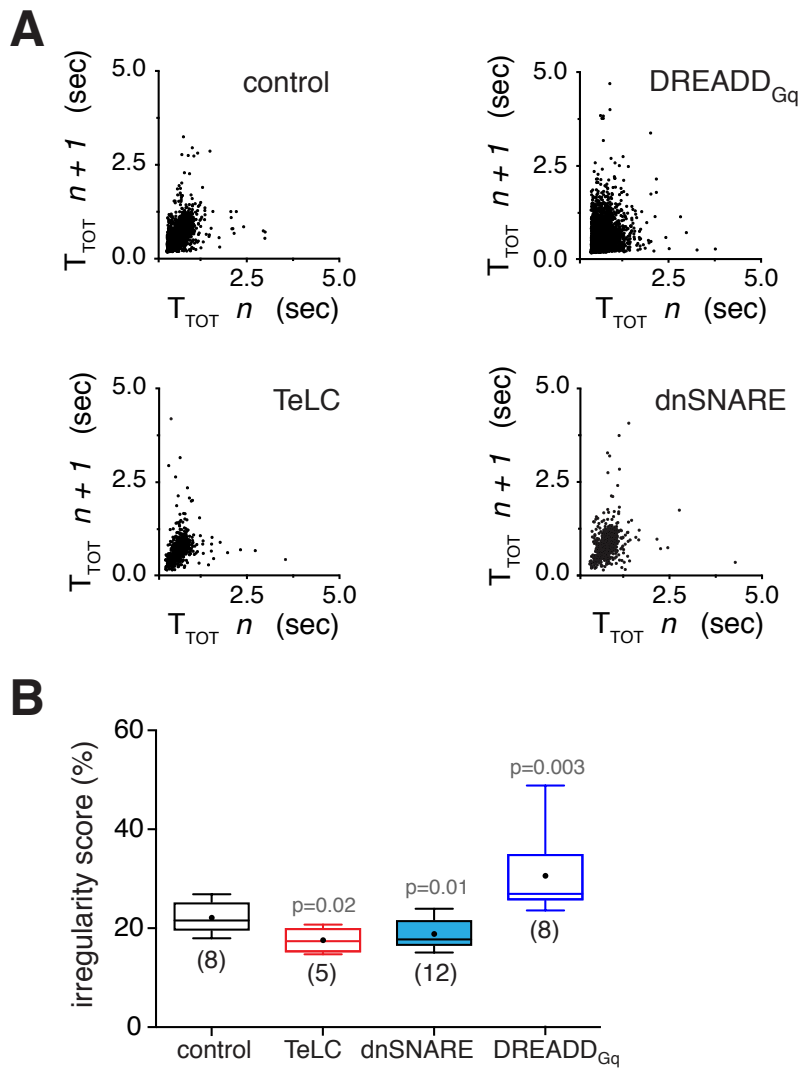 A
5.0
2.5
0.0
T_TOT n + 1 (sec)
control
2.5 5.0
T_TOT n (sec)
5.0
2.5
0.0
T_TOT n + 1 (sec)
DREADD_Gq
2.5 5.0
T_TOT n (sec)
5.0
2.5
0.0
T_TOT n + 1 (sec)
TeLC
2.5 5.0
T_TOT n (sec)
5.0
2.5
0.0
T_TOT n + 1 (sec)
dnSNARE
2.5 5.0
T_TOT n (sec)
B
irregularity score (%)
60
40
20
0
p=0.02
p=0.01
p=0.003
(8)
(5)
(12)
(8)
control TeLC dnSNARE DREADD_Gq